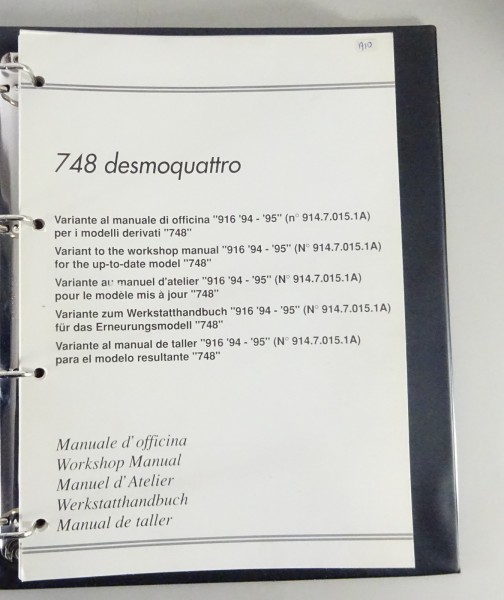 A10
748 desmoquattro
Variante al manuale di officina "916 '94 - '95" (n° 914.7.015.1A)
per i modelli derivati "748"
Variant to the workshop manual "916 '94 - '95" (N° 914.7.015.1A)
for the up-to-date model "748"
Variante au manuel d'atelier "916 '94 - '95" (N° 914.7.015.1A)
pour le modèle mis à jour "748"
Variante zum Werkstatthandbuch "916 '94 - '95" (N° 914.7.015.1A)
für das Erneurungsmodell "748"
Variante al manual de taller "916 '94 - '95" (N° 914.7.015.1A)
para el modelo resultante "748"
Manuale d'officina
Workshop Manual
Manuel d'Atelier
Werkstatthandbuch
Manual de taller